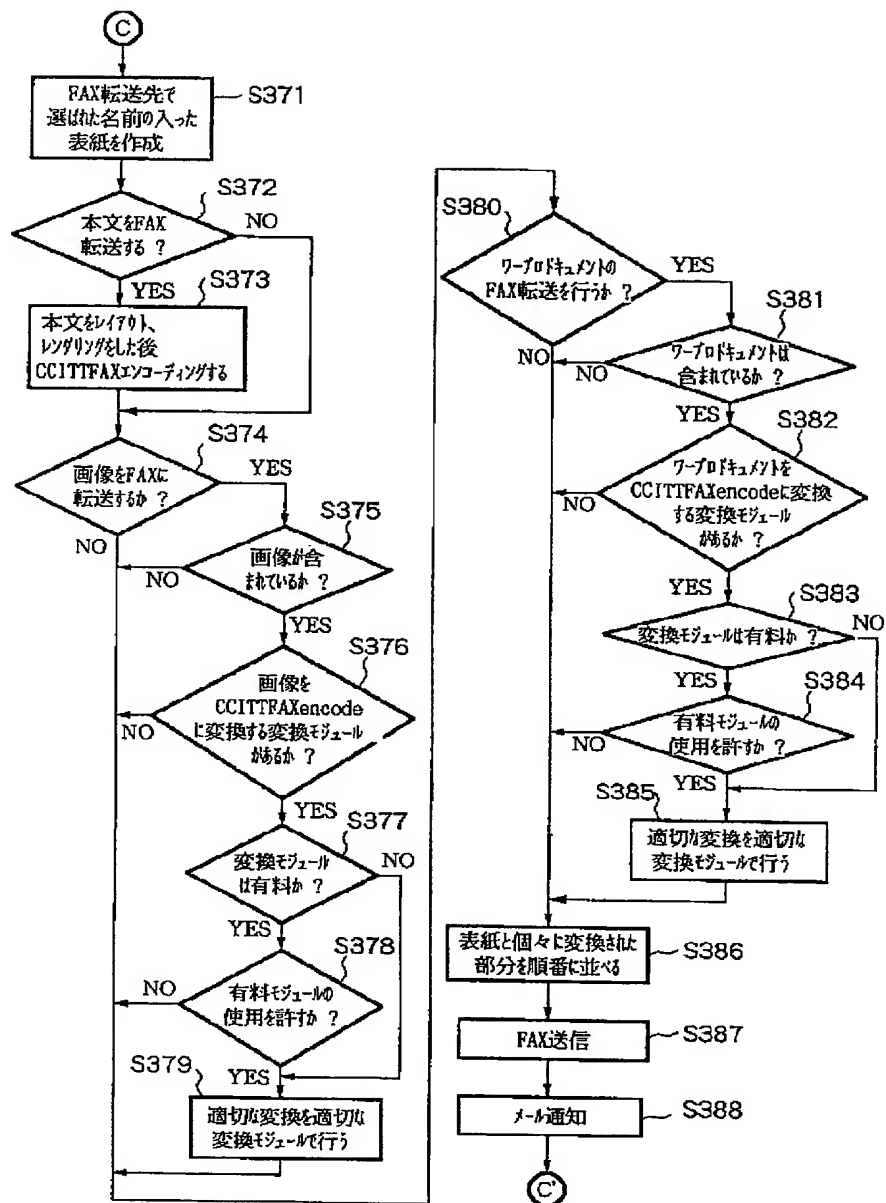 C
FAX転送先で
選ばれた名前の入った
表紙を作成
S371
S372
本文をFAX
転送する ?
NO
YES
S373
本文をレイアウト、
レンダリングをした後
CCITTFAXエンコーディングする
S374
画像をFAXに
転送するか ?
YES
NO
S375
画像が含
まれているか ?
NO
YES
S376
画像を
CCITTFAXencode
に変換する変換モジュール
があるか ?
NO
YES
S377
変換モジュール
は有料か ?
NO
YES
S378
有料モジュールの
使用を許すか ?
NO
YES
S379
適切な変換を適切な
変換モジュールで行う
S380
ワープロドキュメントの
FAX転送を行うか ?
YES
NO
S381
ワープロドキュメントは
含まれているか ?
NO
YES
S382
ワープロドキュメントを
CCITTFAXencodeに変換
する変換モジュール
があるか ?
NO
YES
S383
変換モジュールは有料か ?
NO
YES
S384
有料モジュールの
使用を許すか ?
NO
YES
S385
適切な変換を適切な
変換モジュールで行う
表紙と個々に変換された
部分を順番に並べる
S386
FAX送信
S387
メール通知
S388
C'